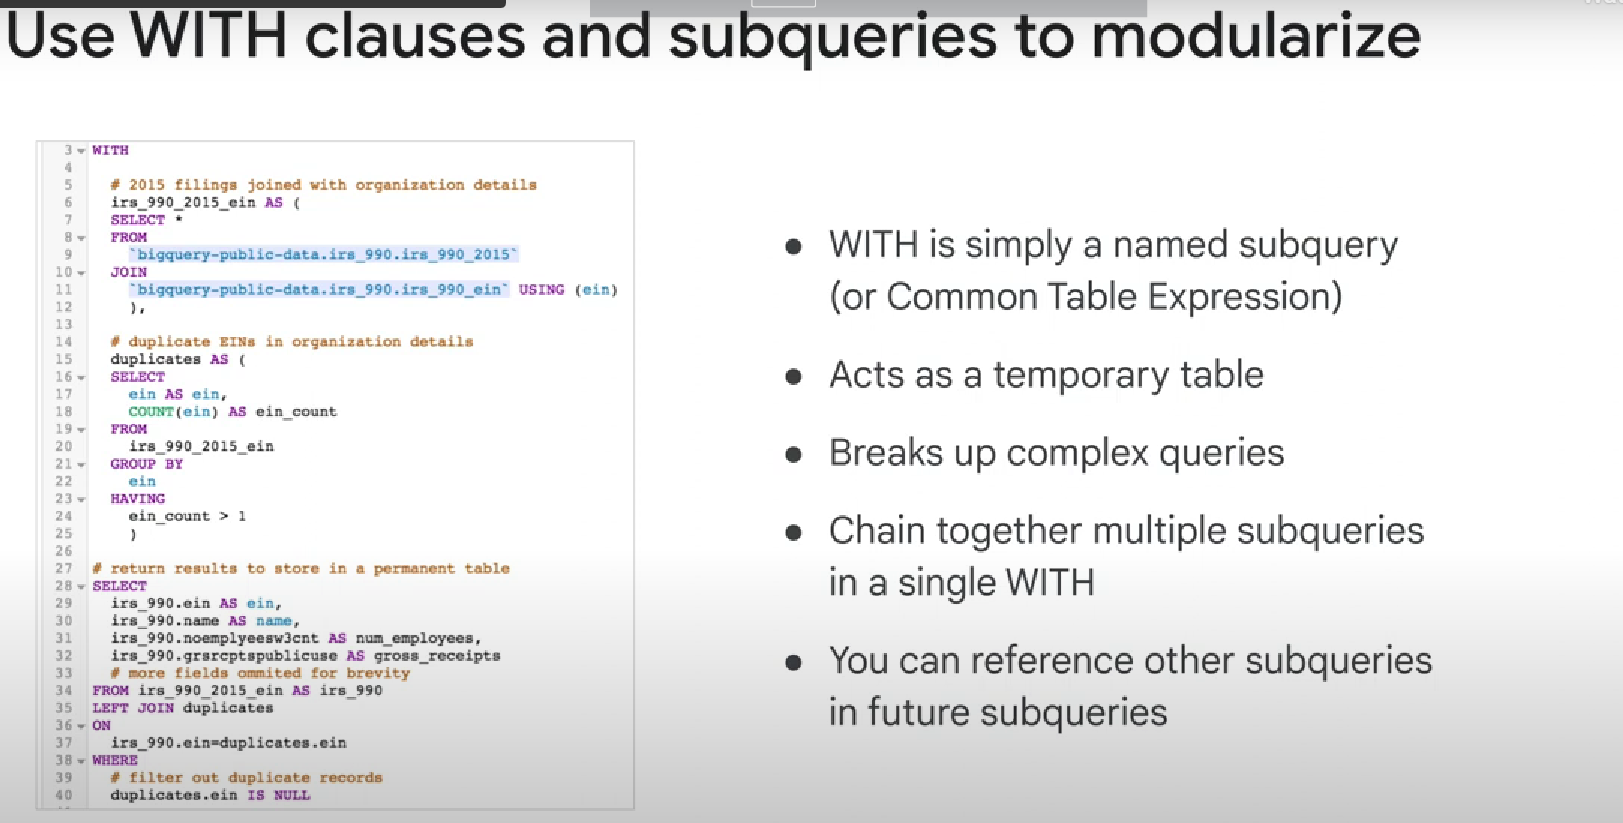 Use WITH clauses and subqueries to modularize
3 WITH
4
5 # 2015 filings joined with organization details
6 irs_990_2015_ein AS (
7 SELECT *
8 FROM
9 `bigquery-public-data.irs_990.irs_990_2015`
10 JOIN
11 `bigquery-public-data.irs_990.irs_990_ein` USING (ein)
12 ),
13
14 # duplicate EINs in organization details
15 duplicates AS (
16 SELECT
17 ein AS ein,
18 COUNT(ein) AS ein_count
19 FROM
20 irs_990_2015_ein
21 GROUP BY
22 ein
23 HAVING
24 ein_count > 1
25 )
26
27 # return results to store in a permanent table
28 SELECT
29 irs_990.ein AS ein,
30 irs_990.name AS name,
31 irs_990.noemplyeesw3cnt AS num_employees,
32 irs_990.grsrcptspublicuse AS gross_receipts
33 # more fields ommited for brevity
34 FROM irs_990_2015_ein AS irs_990
35 LEFT JOIN duplicates
36 ON
37 irs_990.ein=duplicates.ein
38 WHERE
39 # filter out duplicate records
40 duplicates.ein IS NULL
● WITH is simply a named subquery
(or Common Table Expression)
● Acts as a temporary table
● Breaks up complex queries
● Chain together multiple subqueries
in a single WITH
● You can reference other subqueries
in future subqueries